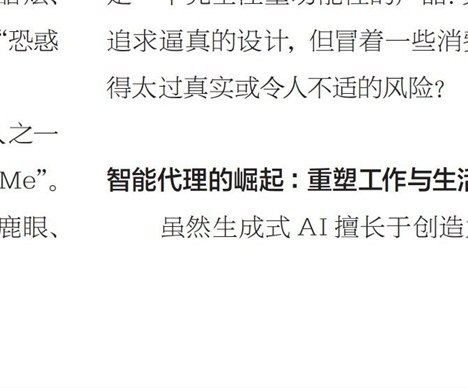 “恐惑
人之一
Me”。
鹿眼、
追求逼真的设计, 但冒着一些消
得太过真实或令人不适的风险?
智能代理的崛起: 重塑工作与生活
虽然生成式 AI 擅长于创造